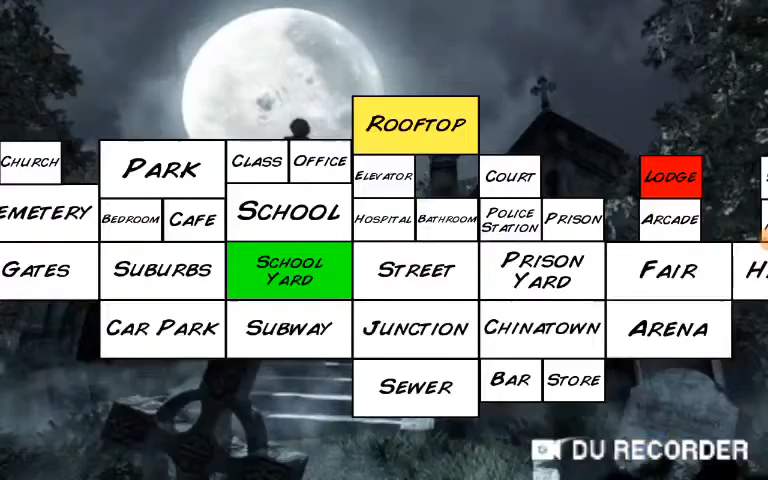 ROOFTOP
CHURCH
PARK
CLASS
OFFICE
ELEVATOR
COURT
LODGE
EMETERY
BEDROOM
CAFE
SCHOOL
HOSPITAL
BATHROOM
POLICE
STATION
PRISON
ARCADE
GATES
SUBURBS
SCHOOL
YARD
STREET
PRISON
YARD
FAIR
H
CAR PARK
SUBWAY
JUNCTION
CHINATOWN
ARENA
SEWER
BAR
STORE
DU RECORDER